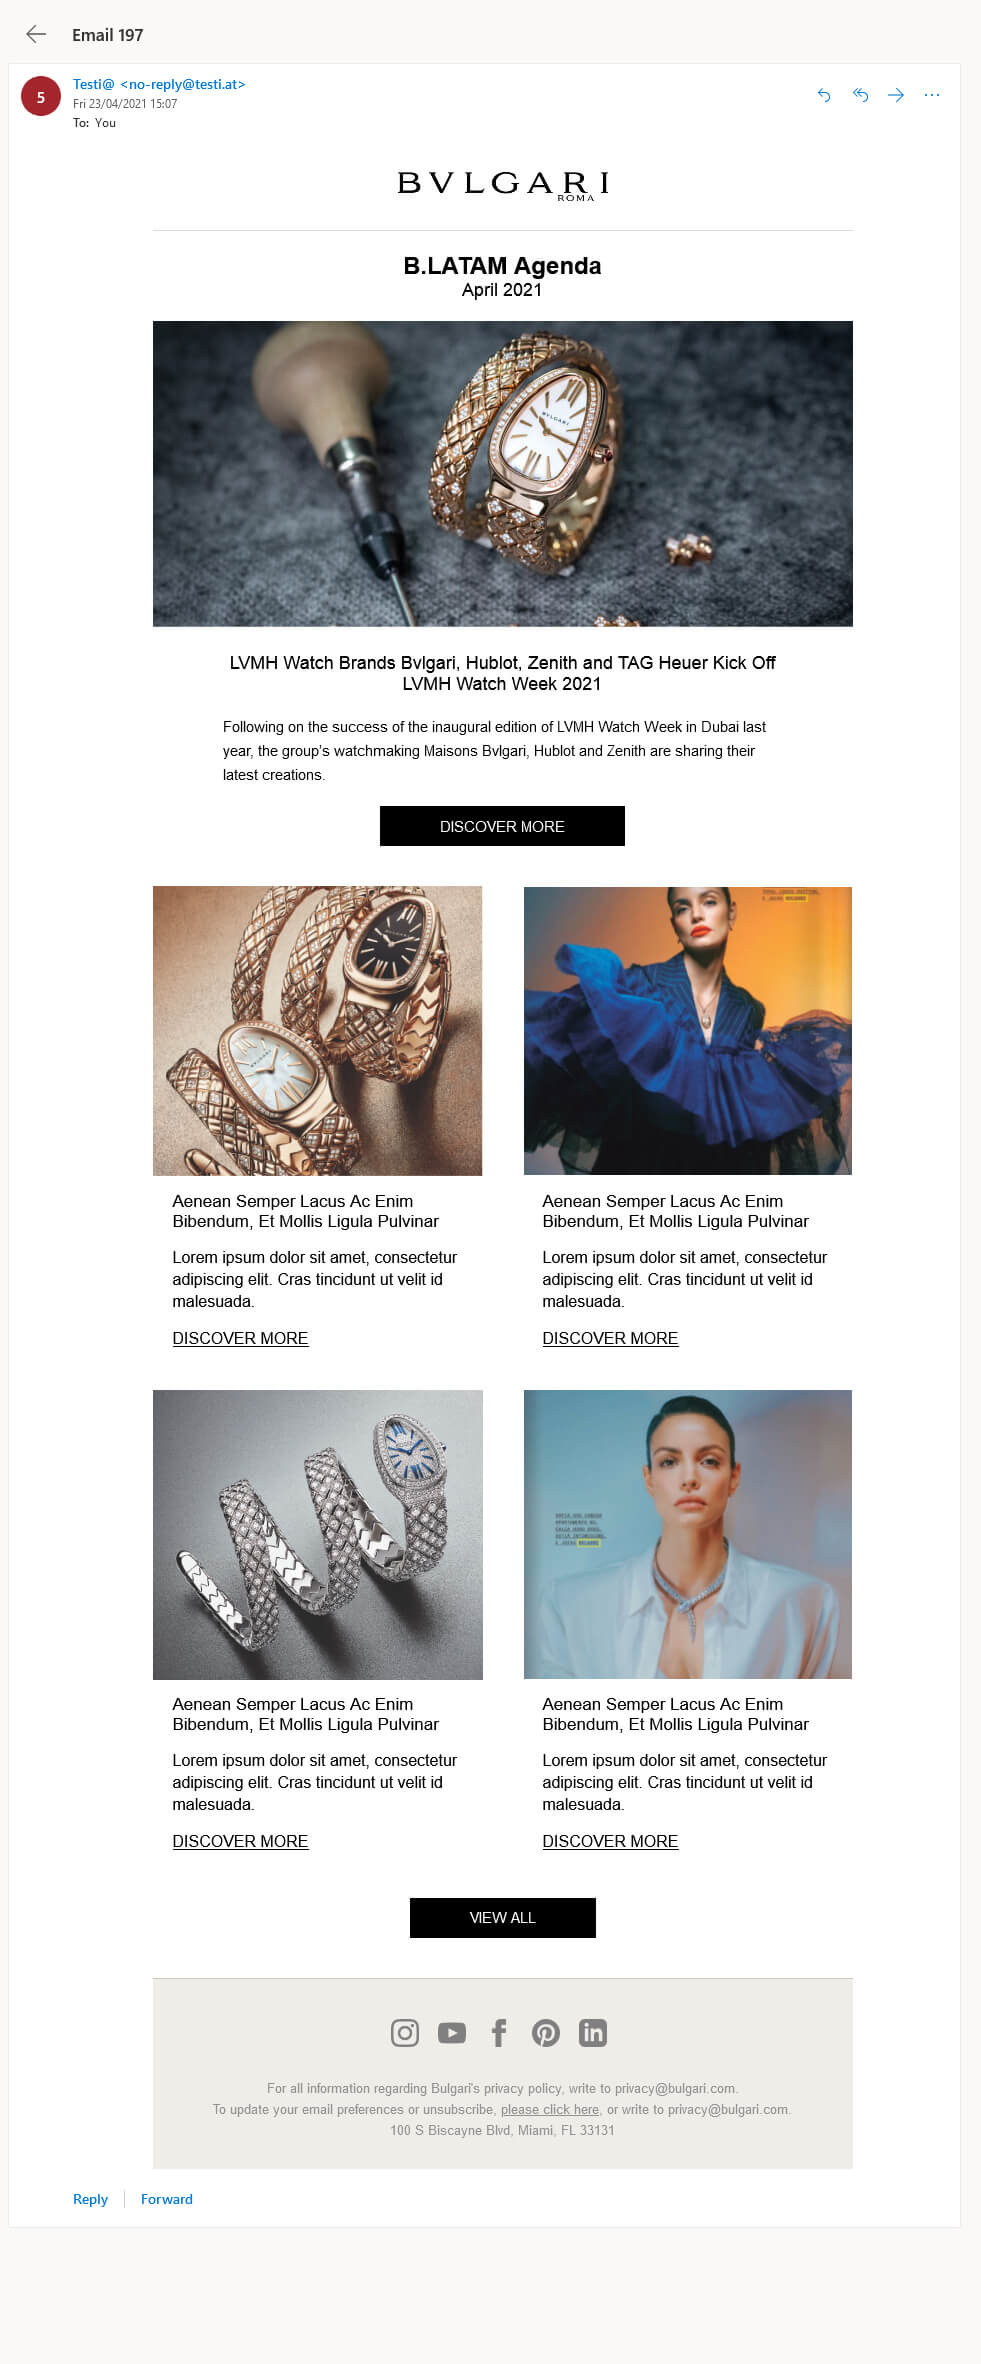 Email 197
5
Testi@ <no-reply@testi.at>
Fri 23/04/2021 15:07
To: You
BVLGARI
ROMA
B.LATAM Agenda
April 2021
BVLGARI
LVMH Watch Brands Bvlgari, Hublot, Zenith and TAG Heuer Kick Off
LVMH Watch Week 2021
Following on the success of the inaugural edition of LVMH Watch Week in Dubai last
year, the group's watchmaking Maisons Bvlgari, Hublot and Zenith are sharing their
latest creations.
DISCOVER MORE
BVLGARI
BVLGARI
Aenean Semper Lacus Ac Enim
Bibendum, Et Mollis Ligula Pulvinar
Lorem ipsum dolor sit amet, consectetur
adipiscing elit. Cras tincidunt ut velit id
malesuada.
DISCOVER MORE
Aenean Semper Lacus Ac Enim
Bibendum, Et Mollis Ligula Pulvinar
Lorem ipsum dolor sit amet, consectetur
adipiscing elit. Cras tincidunt ut velit id
malesuada.
DISCOVER MORE
Aenean Semper Lacus Ac Enim
Bibendum, Et Mollis Ligula Pulvinar
Lorem ipsum dolor sit amet, consectetur
adipiscing elit. Cras tincidunt ut velit id
malesuada.
DISCOVER MORE
Aenean Semper Lacus Ac Enim
Bibendum, Et Mollis Ligula Pulvinar
Lorem ipsum dolor sit amet, consectetur
adipiscing elit. Cras tincidunt ut velit id
malesuada.
DISCOVER MORE
VIEW ALL
in
For all information regarding Bulgari's privacy policy, write to privacy@bulgari.com.
To update your email preferences or unsubscribe, please click here, or write to privacy@bulgari.com.
100 S Biscayne Blvd, Miami, FL 33131
Reply
Forward